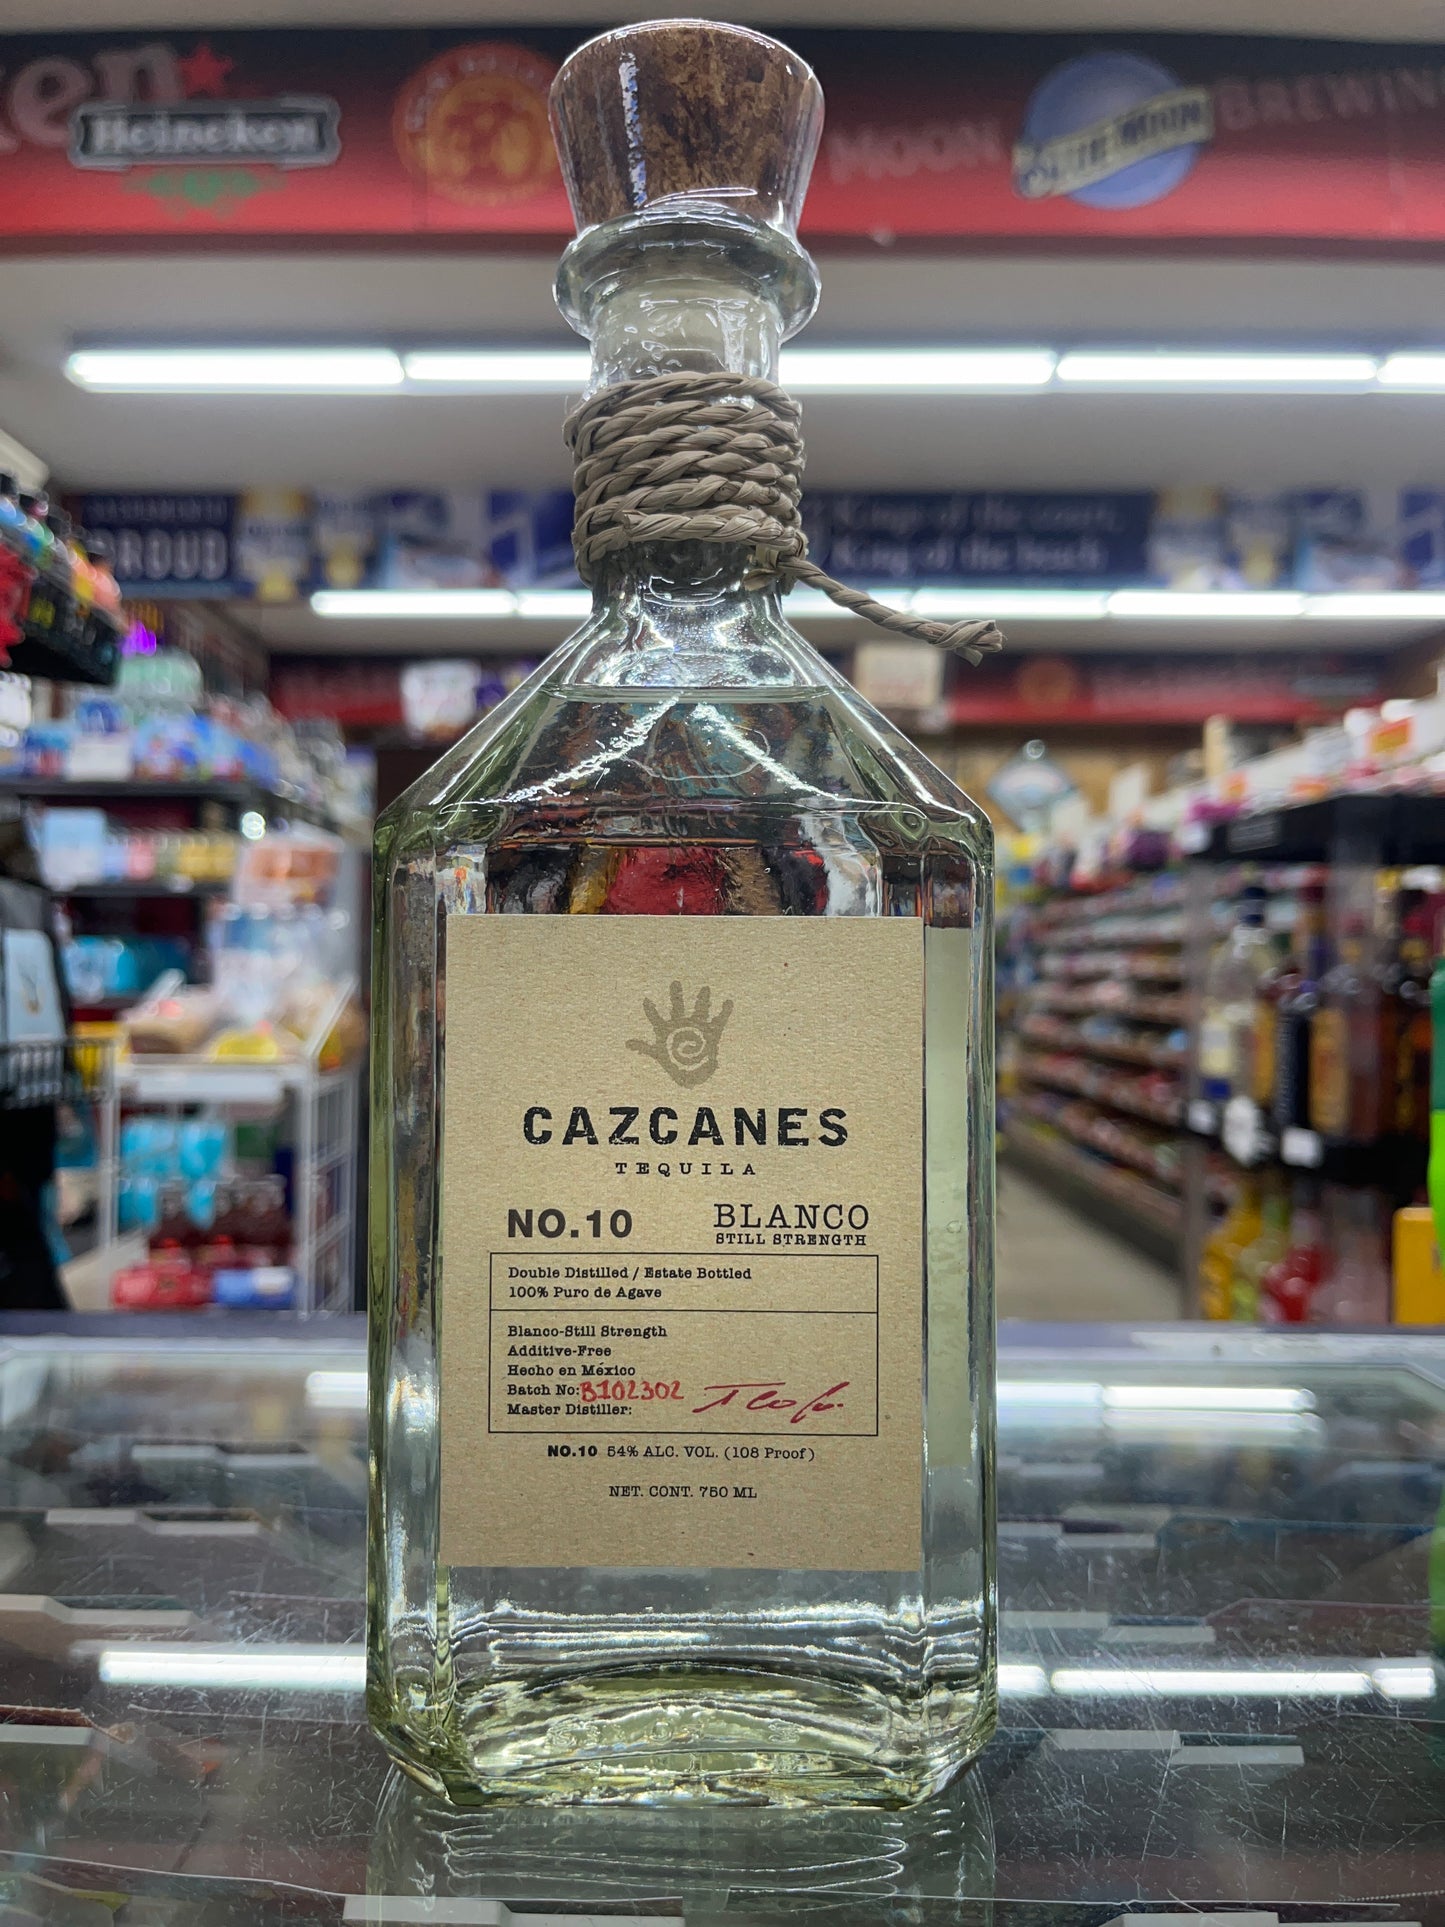 Heineken
MOON
BLUE MOON
BREWIN
PROUD
King of the beach
CAZCANES
TEQUILA
NO.10
BLANCO
STILL STRENGTH
Double Distilled / Estate Bottled
100% Puro de Agave
Blanco-Still Strength
Additive-Free
Hecho en México
Batch No: B102302
Master Distiller:
NO.10 54% ALC. VOL. (108 Proof)
NET. CONT. 750 ML